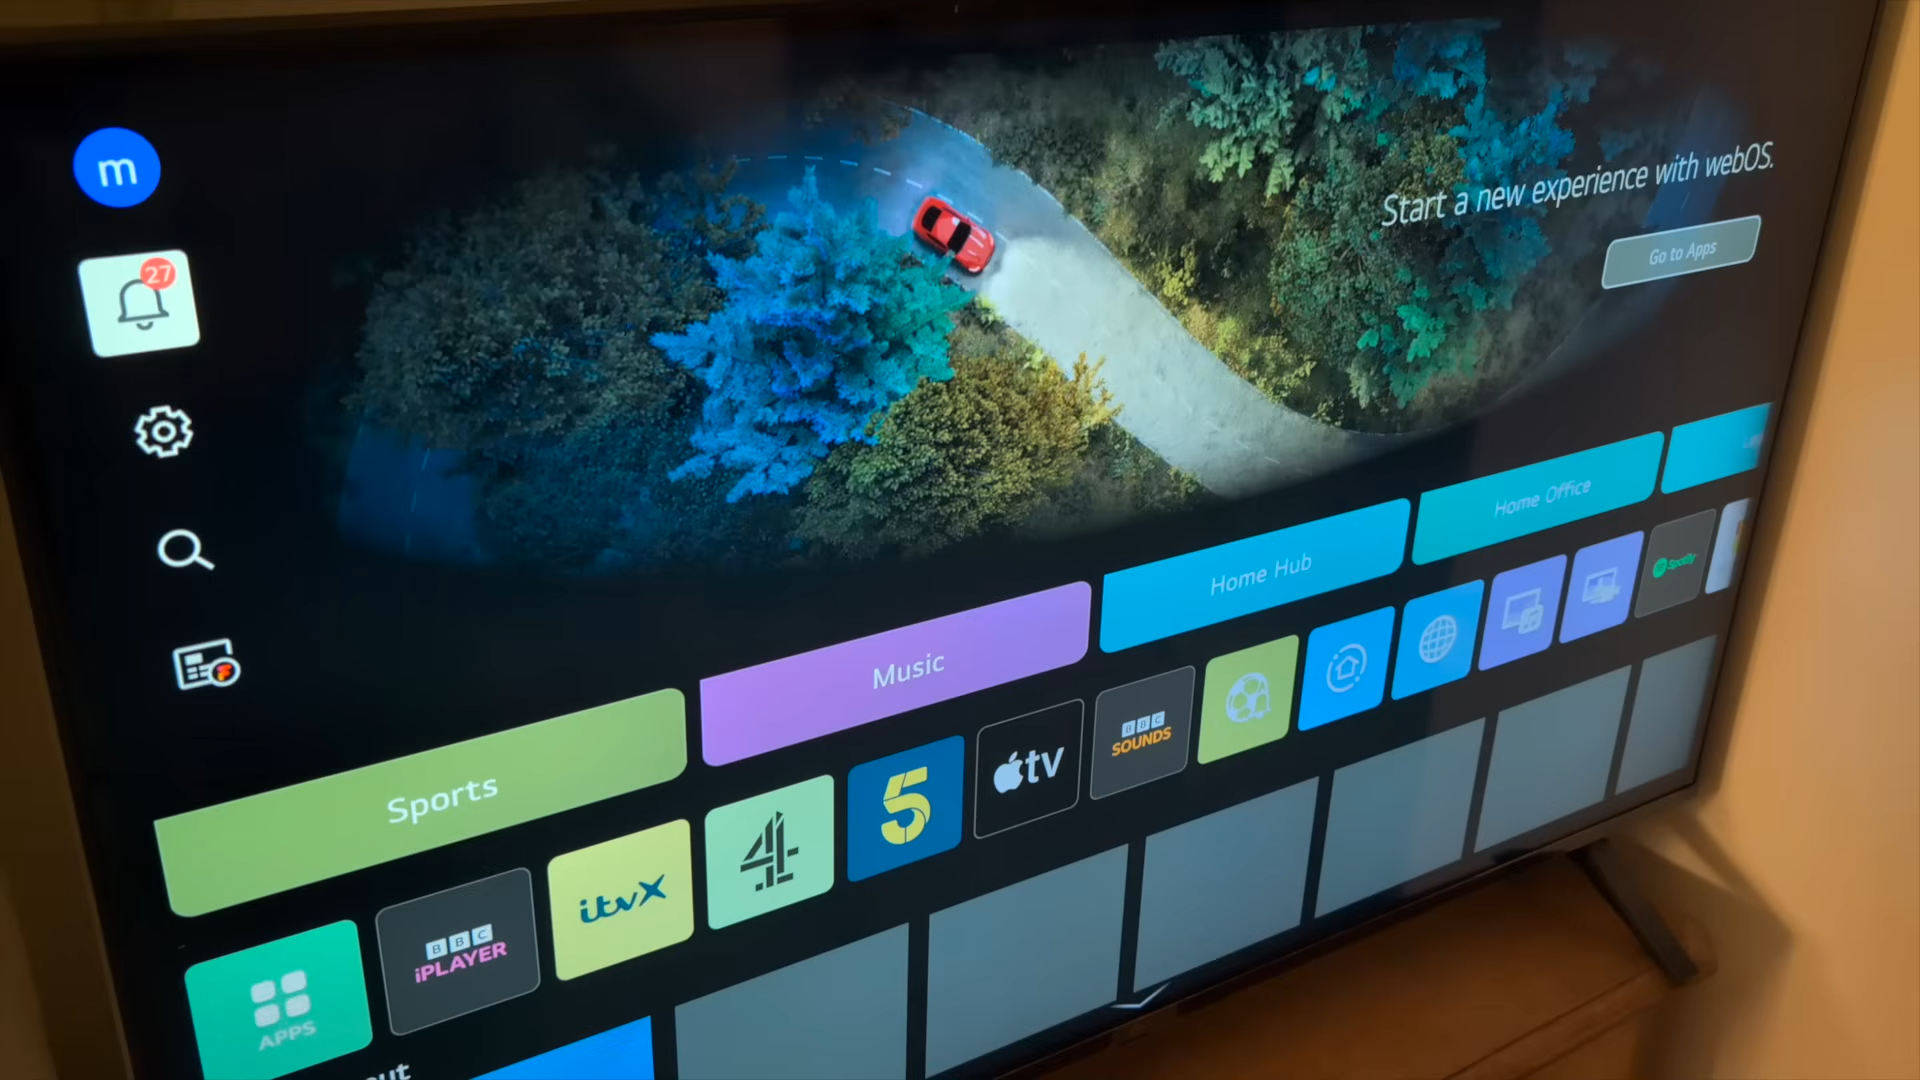 m
27
Start a new experience with webOS.
Go to Apps
Sports
Music
Home Hub
Home Office
APPS
BBC
iPLAYER
itvX
4
5
tv
BBC
SOUNDS
Spotify